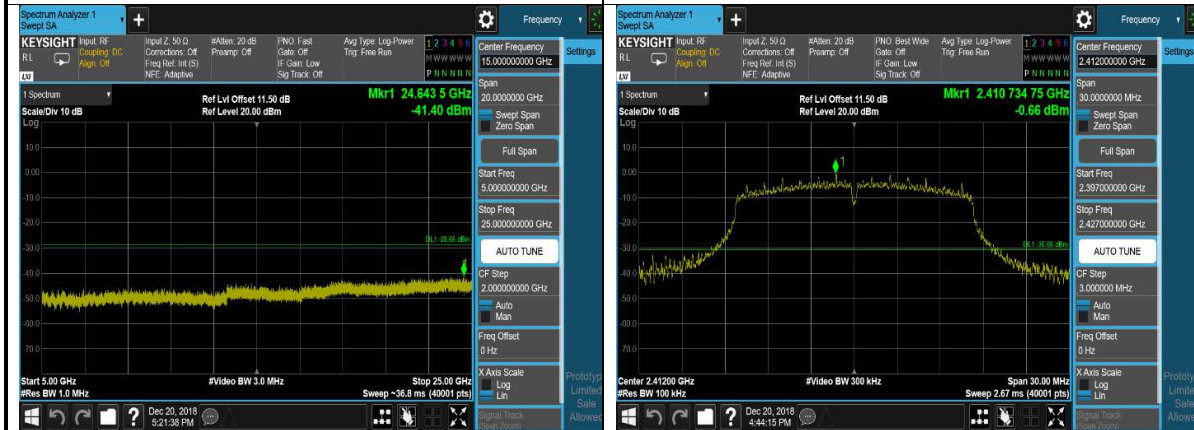 Spectrum Analyzer 1
Swept SA
+
Frequency
KEYSIGHT
RL
LXI
Input: RF
Coupling: DC
Align: Off
Input Z: 50 Ω
Corrections: Off
Freq Ref: Int (S)
NFE: Adaptive
#Atten: 20 dB
Preamp: Off
PNO: Fast
Gate: Off
IF Gain: Low
Sig Track: Off
Avg Type: Log-Power
Trig: Free Run
1 2 3 4 5 6
M W W W W W
P N N N N N
1 Spectrum
Scale/Div 10 dB
Log
Ref Lvl Offset 11.50 dB
Ref Level 20.00 dBm
Mkr1 24.643 5 GHz
-41.40 dBm
10.0
0.00
-10.0
-20.0
-30.0
-40.0
-50.0
-60.0
-70.0
Start 5.00 GHz
#Res BW 1.0 MHz
#Video BW 3.0 MHz
Stop 25.00 GHz
Sweep ~36.8 ms (40001 pts)
Dec 20, 2018
5:21:38 PM
Center Frequency
15.000000000 GHz
Settings
Span
20.0000000 GHz
Swept Span
Zero Span
Full Span
Start Freq
5.000000000 GHz
Stop Freq
25.000000000 GHz
AUTO TUNE
CF Step
2.000000000 GHz
Auto
Man
Freq Offset
0 Hz
X Axis Scale
Log
Lin
Signal Track
(Span Zoom)
Spectrum Analyzer 1
Swept SA
+
Frequency
KEYSIGHT
RL
LXI
Input: RF
Coupling: DC
Align: Off
Input Z: 50 Ω
Corrections: Off
Freq Ref: Int (S)
NFE: Adaptive
#Atten: 20 dB
Preamp: Off
PNO: Best Wide
Gate: Off
IF Gain: Low
Sig Track: Off
Avg Type: Log-Power
Trig: Free Run
1 2 3 4 5 6
M W W W W W
P N N N N N
1 Spectrum
Scale/Div 10 dB
Log
Ref Lvl Offset 11.50 dB
Ref Level 20.00 dBm
Mkr1 2.410 734 75 GHz
-0.66 dBm
1
10.0
0.00
-10.0
-20.0
-30.0
-40.0
-50.0
-60.0
-70.0
Center 2.41200 GHz
#Res BW 100 kHz
#Video BW 300 kHz
Span 30.00 MHz
Sweep 2.67 ms (40001 pts)
Dec 20, 2018
4:44:15 PM
Center Frequency
2.412000000 GHz
Settings
Span
30.0000000 MHz
Swept Span
Zero Span
Full Span
Start Freq
2.397000000 GHz
Stop Freq
2.427000000 GHz
AUTO TUNE
CF Step
3.000000 MHz
Auto
Man
Freq Offset
0 Hz
X Axis Scale
Log
Lin
Signal Track
(Span Zoom)